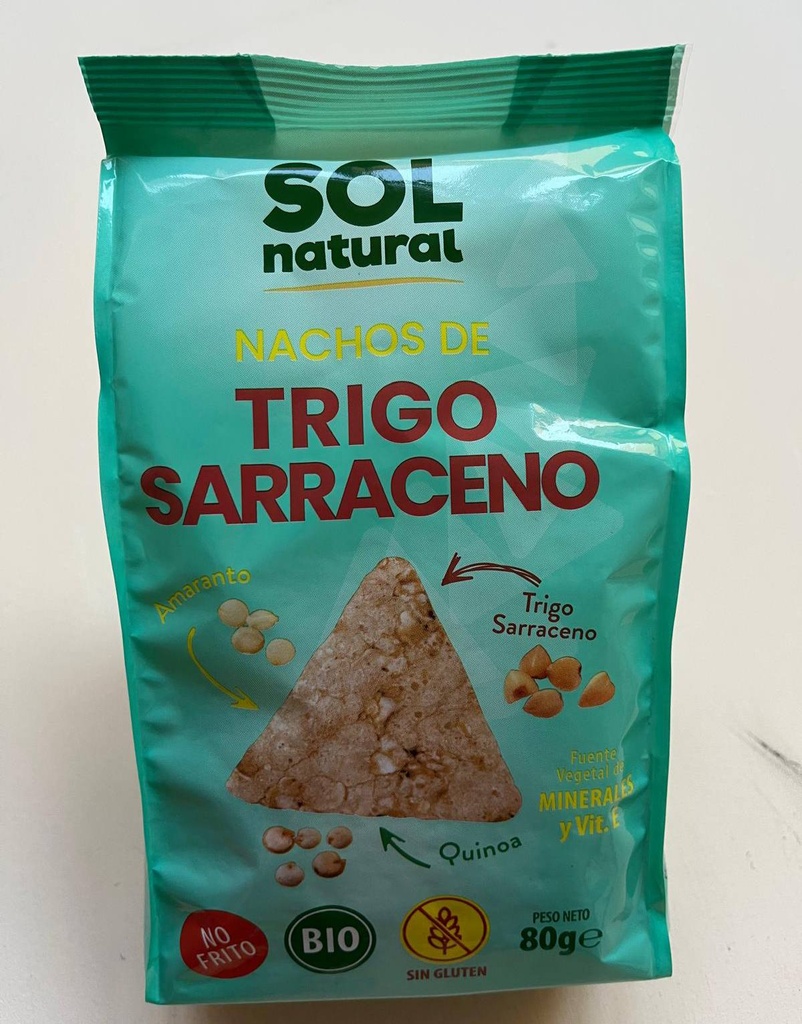 SOL
natural
NACHOS DE
TRIGO
SARRACENO
Amaranto
Trigo
Sarraceno
Fuente
Vegetal de
MINERALES
y Vit. E
Quinoa
NO
FRITO
BIO
SIN GLUTEN
PESO NETO
80g℮